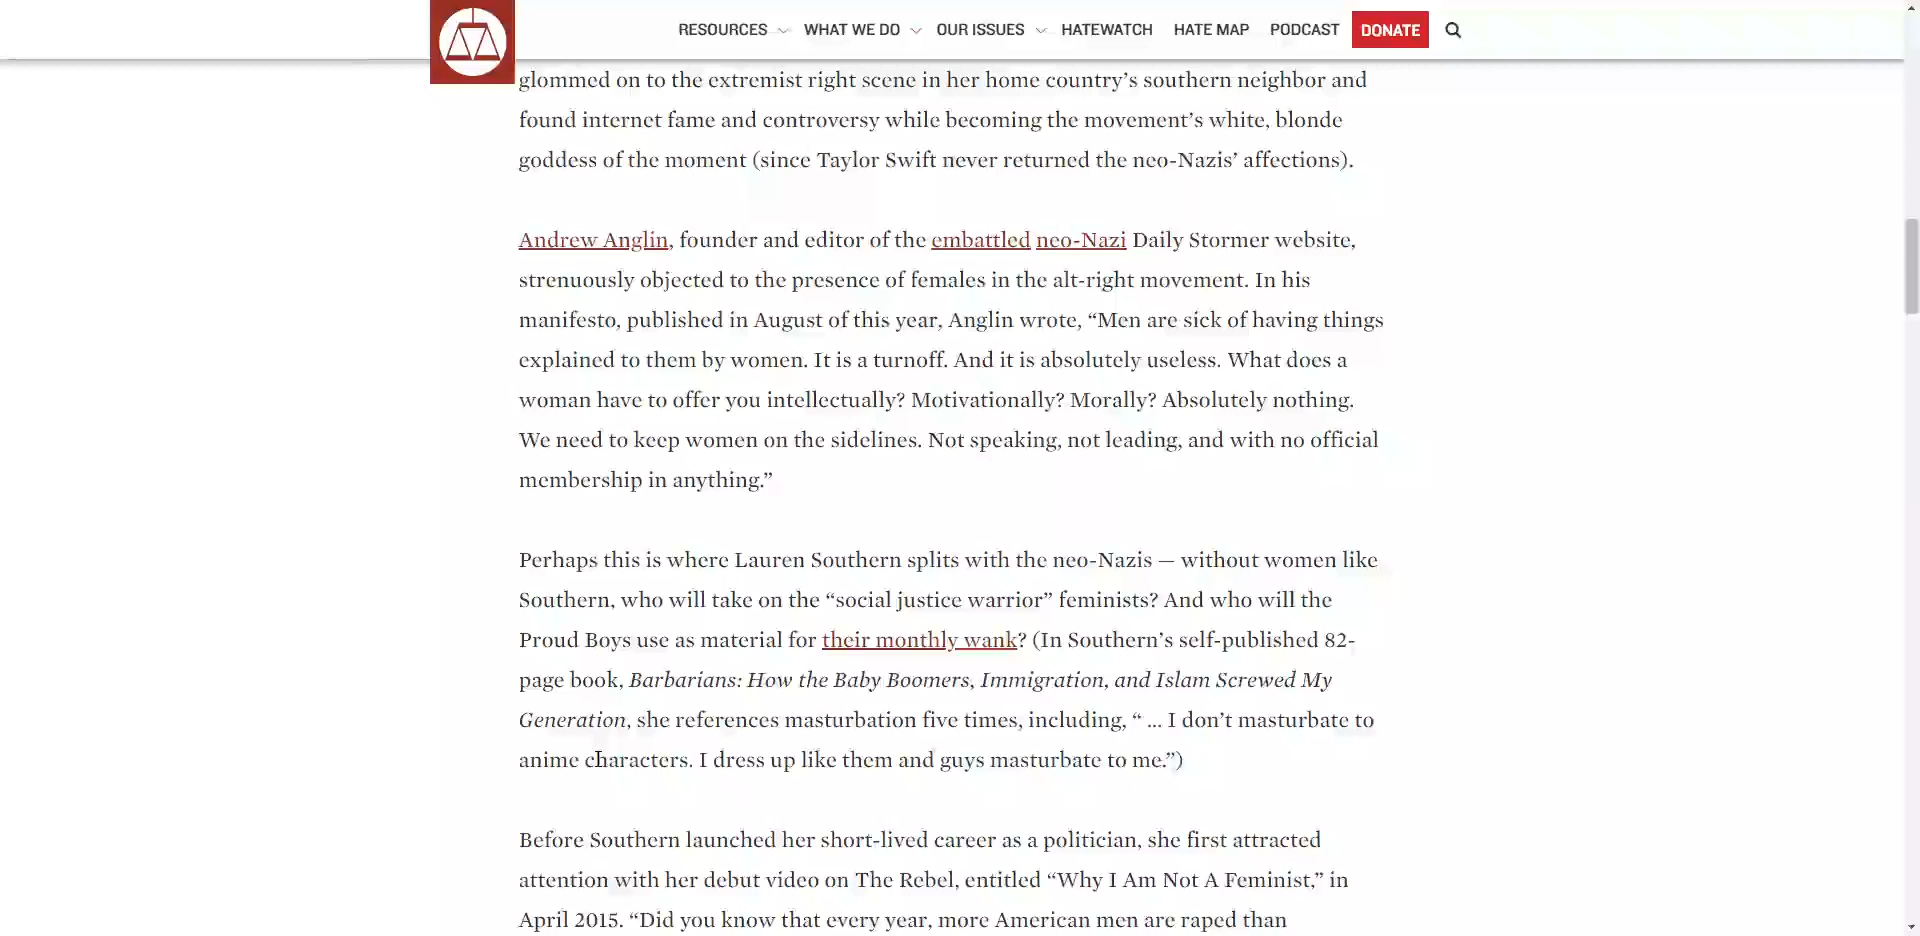 RESOURCES WHAT WE DO OUR ISSUES HATEWATCH HATE MAP PODCAST DONATE
glommed on to the extremist right scene in her home country’s southern neighbor and
found internet fame and controversy while becoming the movement’s white, blonde
goddess of the moment (since Taylor Swift never returned the neo-Nazis’ affections).
Andrew Anglin, founder and editor of the embattled neo-Nazi Daily Stormer website,
strenuously objected to the presence of females in the alt-right movement. In his
manifesto, published in August of this year, Anglin wrote, “Men are sick of having things
explained to them by women. It is a turnoff. And it is absolutely useless. What does a
woman have to offer you intellectually? Motivationally? Morally? Absolutely nothing.
We need to keep women on the sidelines. Not speaking, not leading, and with no official
membership in anything.”
Perhaps this is where Lauren Southern splits with the neo-Nazis — without women like
Southern, who will take on the “social justice warrior” feminists? And who will the
Proud Boys use as material for their monthly wank? (In Southern’s self-published 82-
page book, Barbarians: How the Baby Boomers, Immigration, and Islam Screwed My
Generation, she references masturbation five times, including, “ ... I don’t masturbate to
anime characters. I dress up like them and guys masturbate to me.”)
Before Southern launched her short-lived career as a politician, she first attracted
attention with her debut video on The Rebel, entitled “Why I Am Not A Feminist,” in
April 2015. “Did you know that every year, more American men are raped than